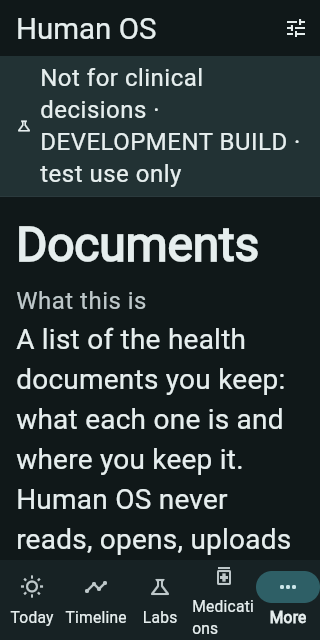 Human OS
Not for clinical
decisions ·
DEVELOPMENT BUILD ·
test use only
Documents
What this is
A list of the health
documents you keep:
what each one is and
where you keep it.
Human OS never
reads, opens, uploads
Today
Timeline
Labs
Medicati
ons
More